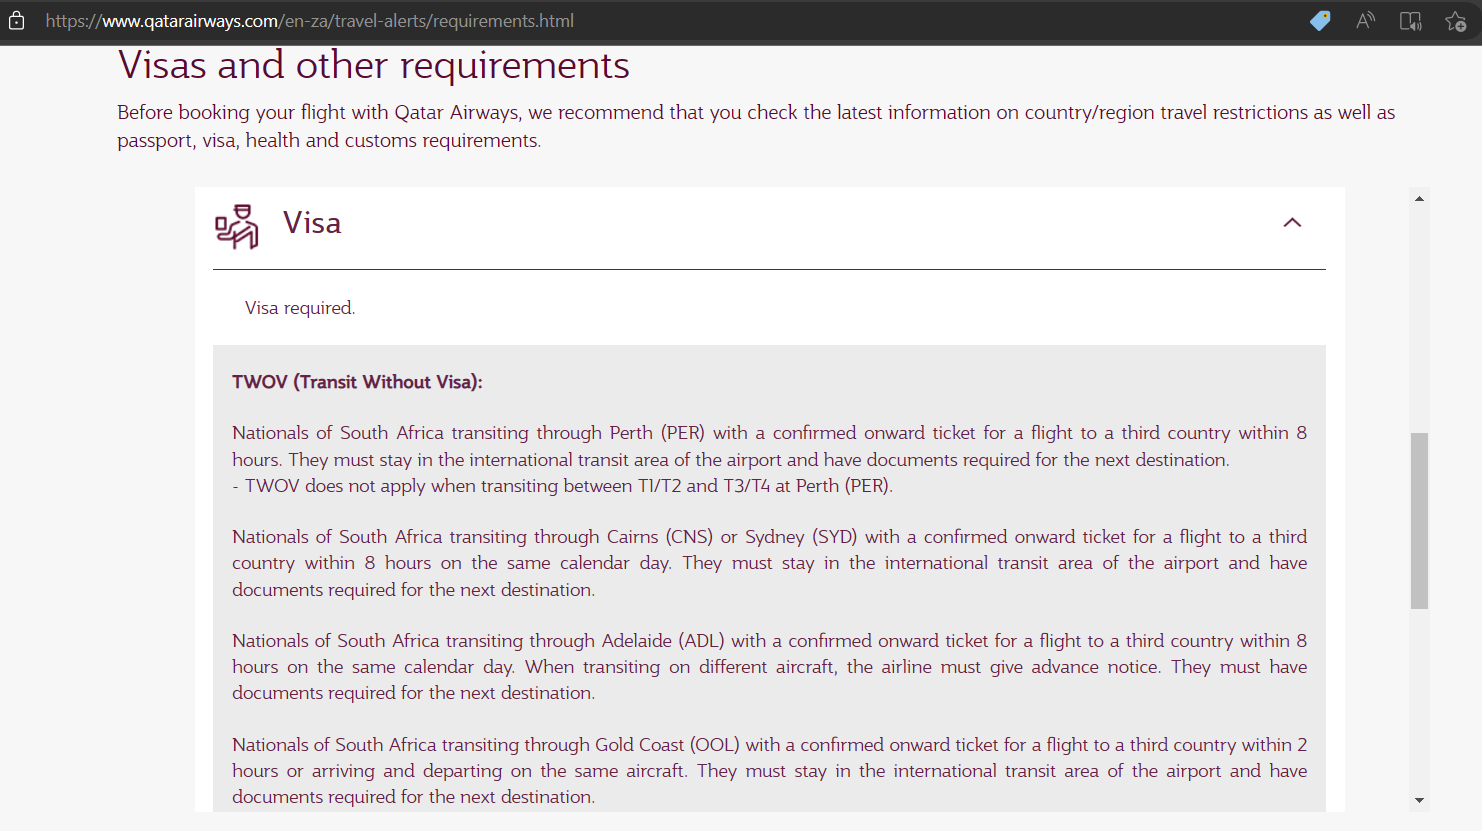 https://www.qatarairways.com/en-za/travel-alerts/requirements.html
Visas and other requirements
Before booking your flight with Qatar Airways, we recommend that you check the latest information on country/region travel restrictions as well as
passport, visa, health and customs requirements.
Visa
Visa required.
TWOV (Transit Without Visa):
Nationals of South Africa transiting through Perth (PER) with a confirmed onward ticket for a flight to a third country within 8
hours. They must stay in the international transit area of the airport and have documents required for the next destination.
- TWOV does not apply when transiting between T1/T2 and T3/T4 at Perth (PER).
Nationals of South Africa transiting through Cairns (CNS) or Sydney (SYD) with a confirmed onward ticket for a flight to a third
country within 8 hours on the same calendar day. They must stay in the international transit area of the airport and have
documents required for the next destination.
Nationals of South Africa transiting through Adelaide (ADL) with a confirmed onward ticket for a flight to a third country within 8
hours on the same calendar day. When transiting on different aircraft, the airline must give advance notice. They must have
documents required for the next destination.
Nationals of South Africa transiting through Gold Coast (OOL) with a confirmed onward ticket for a flight to a third country within 2
hours or arriving and departing on the same aircraft. They must stay in the international transit area of the airport and have
documents required for the next destination.